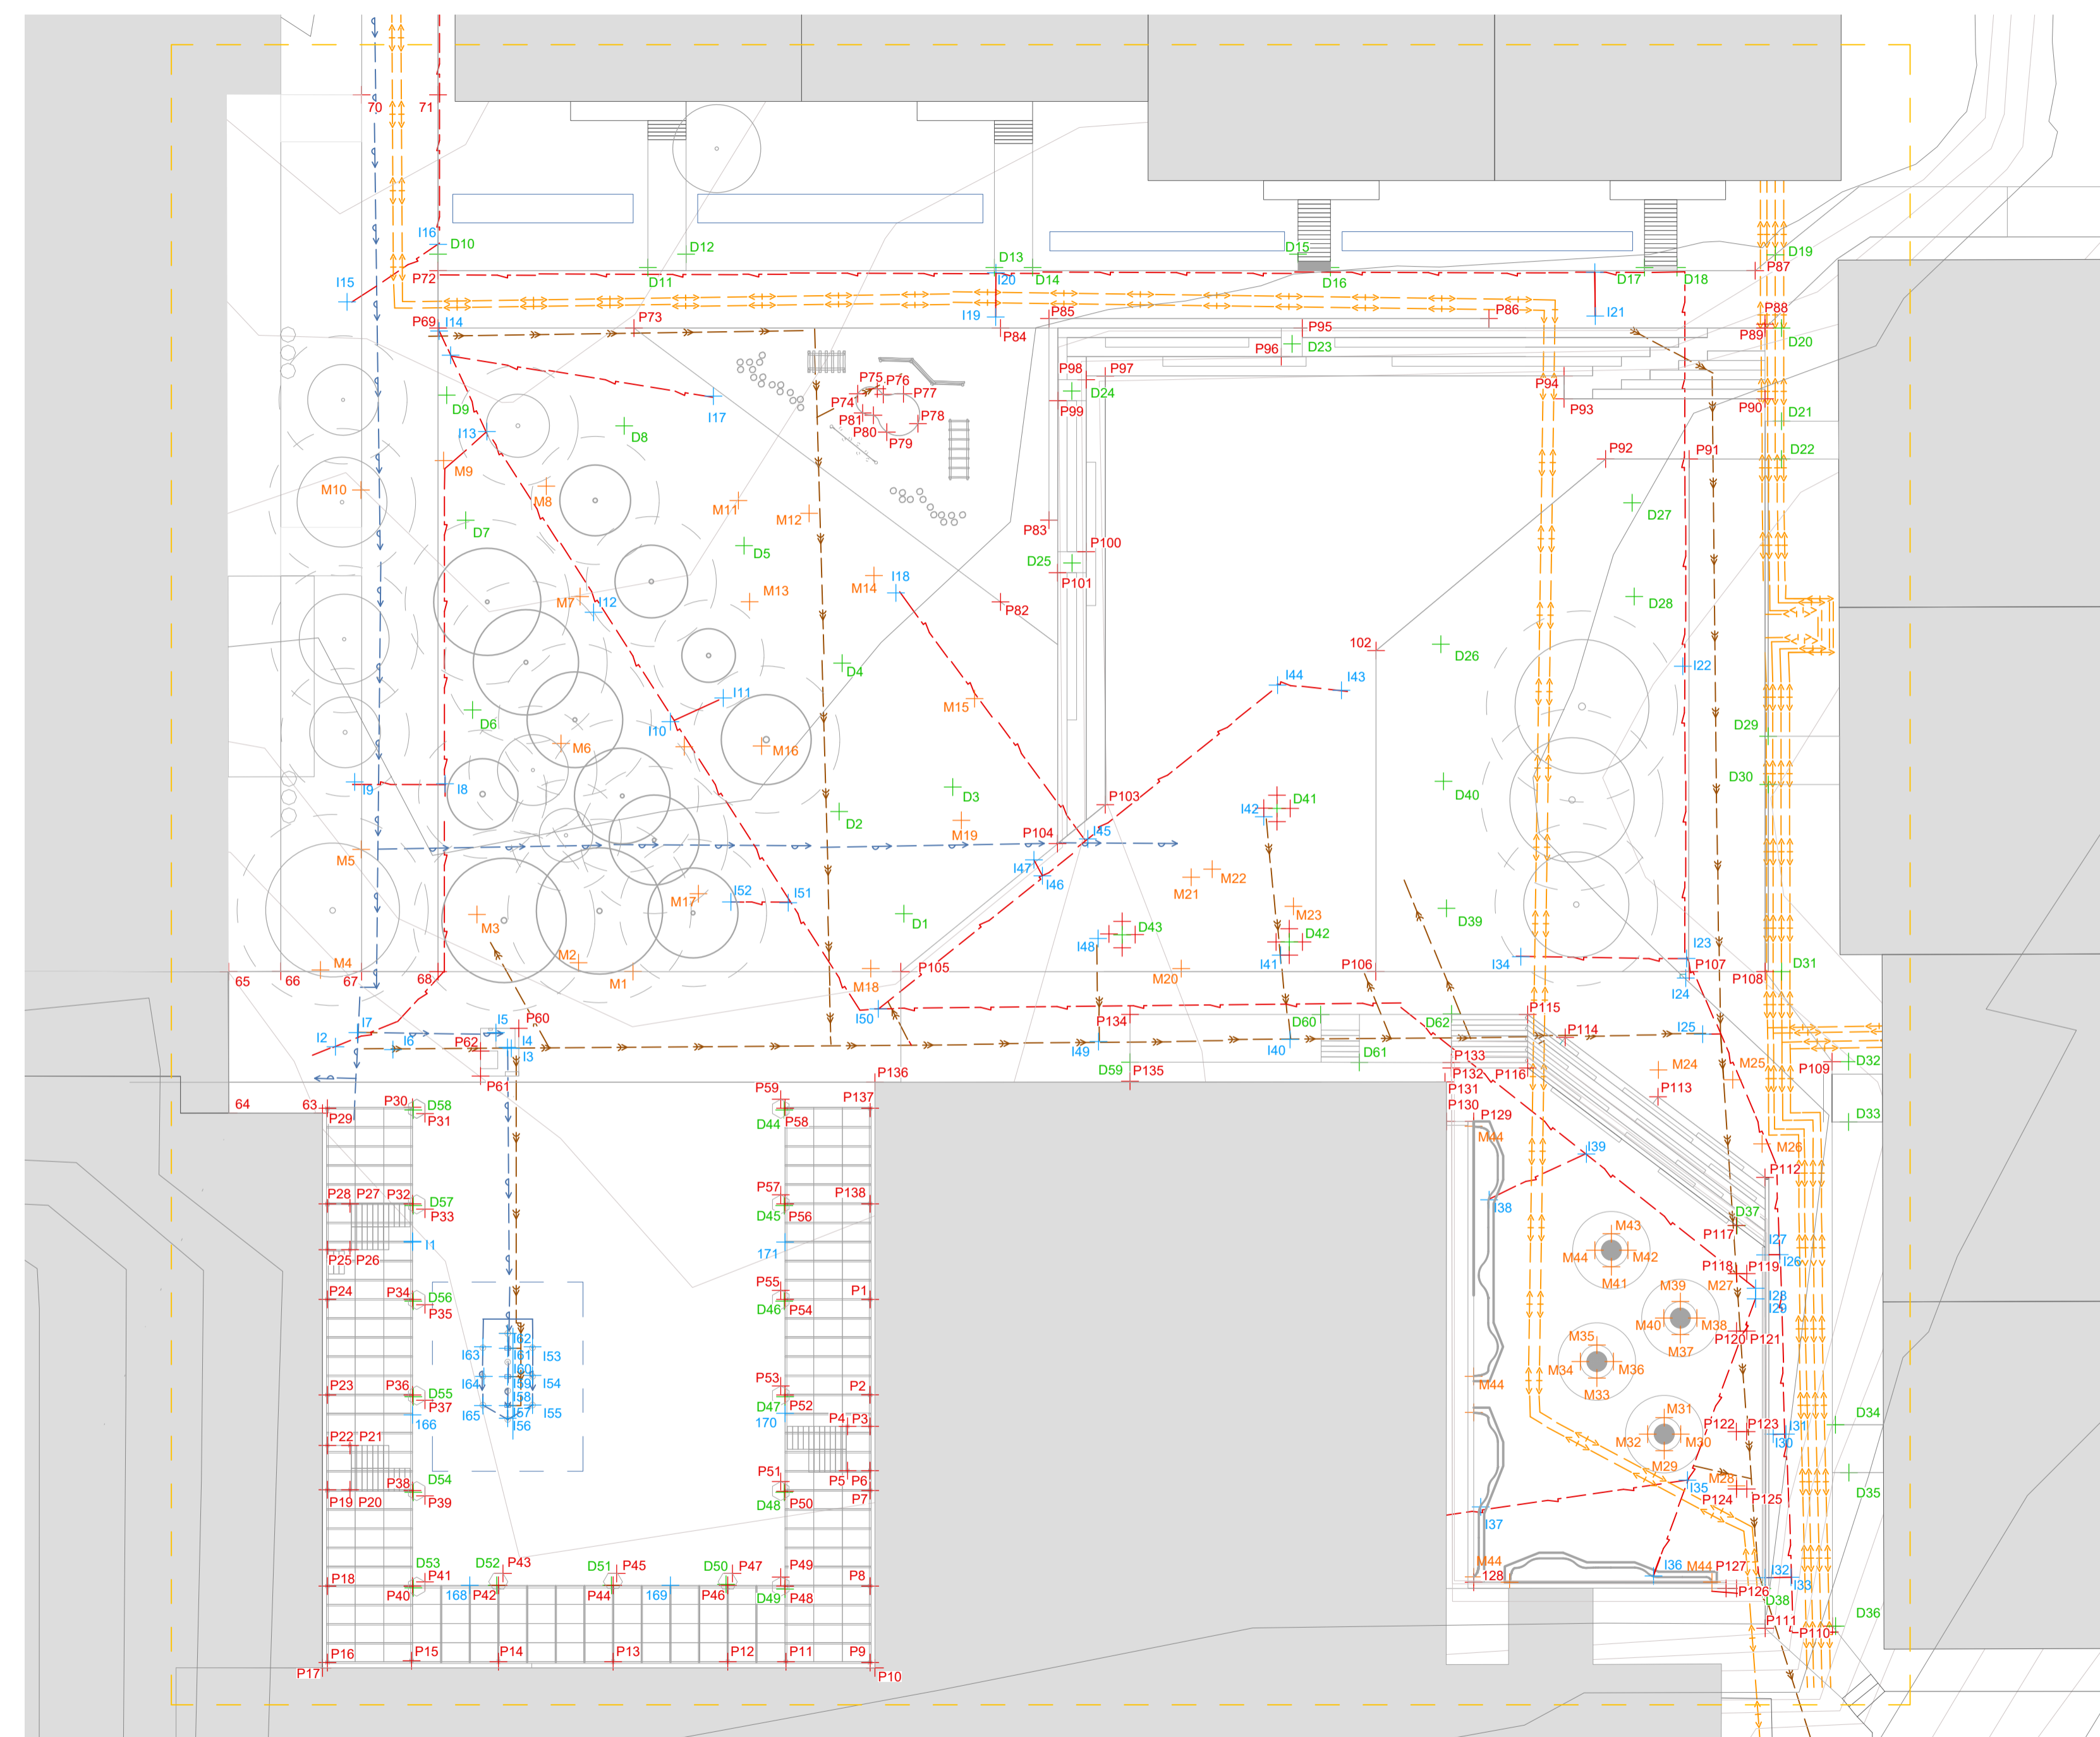 70 71
I16 D10 D12 D15 D19
I15 P72 D11 D13 I20 D14 D16 D17 D18 P87
P69 I14 P73 I19 P84 P85 P86 I21 P88 P89
P95 P96 D23 D20
D9 I17 P75 P76 P74 P77 P98 P97 D24 P94 P93 P90
I13 D8 P81 P80 P78 P79 P99 D21
M9 P92 P91 D22
M10 M8 M11 M12 D27
D7 D5 P83 P100
M7 I12 M13 M14 I18 D25 P101 P82 D28
D4 102 D26 I22
D6 I11 I10 M15 I44 I43 D29
M6 M16
I9 I8 D3 P103 D40 D30
D2 M19 I42 D41
M5 P104 I45
I47 I46 M21 M22
M17 I52 I51
M3 D1 M23 D39
I48 D43 D42 I23
M4 M2 P105 I41 P106 I34 P107 D31
65 66 67 68 M1 M18 M20 P108 I24
I50
I7 I5 P60 P134 D60 D62 P115
I2 I6 P62 I4 I3 I49 I40 P114 I25
P61 P136 D59 P135 D61 P133 P132 P116 M24 M25 P109 D32
64 63 P30 D58 P59 P137 P131 P113
P29 P31 D44 P58 P130 P129 D33
M44 I39 M26
P112
P28 P27 P32 D57 P57 P138
P33 D45 P56 I38 D37
I1 171 M43 P117 I27
P25 P26 M44 M42 I26
P118 P119
P24 P34 D56 P55 P1 M41 M39 M27
P35 D46 P54 I28 I29
M40 M38
I62 P120 P121
I63 I61 I53 M35 M37
I60 M34 M36
I64 I59 I54
P23 P36 D55 P53 P2 M44 M33
P37 I58 D47 P52
I65 I57 I55 M31
166 I56 170 P4 P3 P122 P123 I31 D34
P22 P21 M32 M30 I30
M29
D54 P51 P5 P6 M28
P38 I35
P19 P20 P39 D48 P50 P7 P124 P125 D35
I37
D53 D52 P43 D51 P45 D50 P47 P49 M44 I36 M44 P127 I32
P18 P41 P8 128 I33
P40 168 P42 P44 169 P46 D49 P48 P126 D38
D36
P111 P110
P16 P15 P14 P13 P12 P11 P9
P17 P10